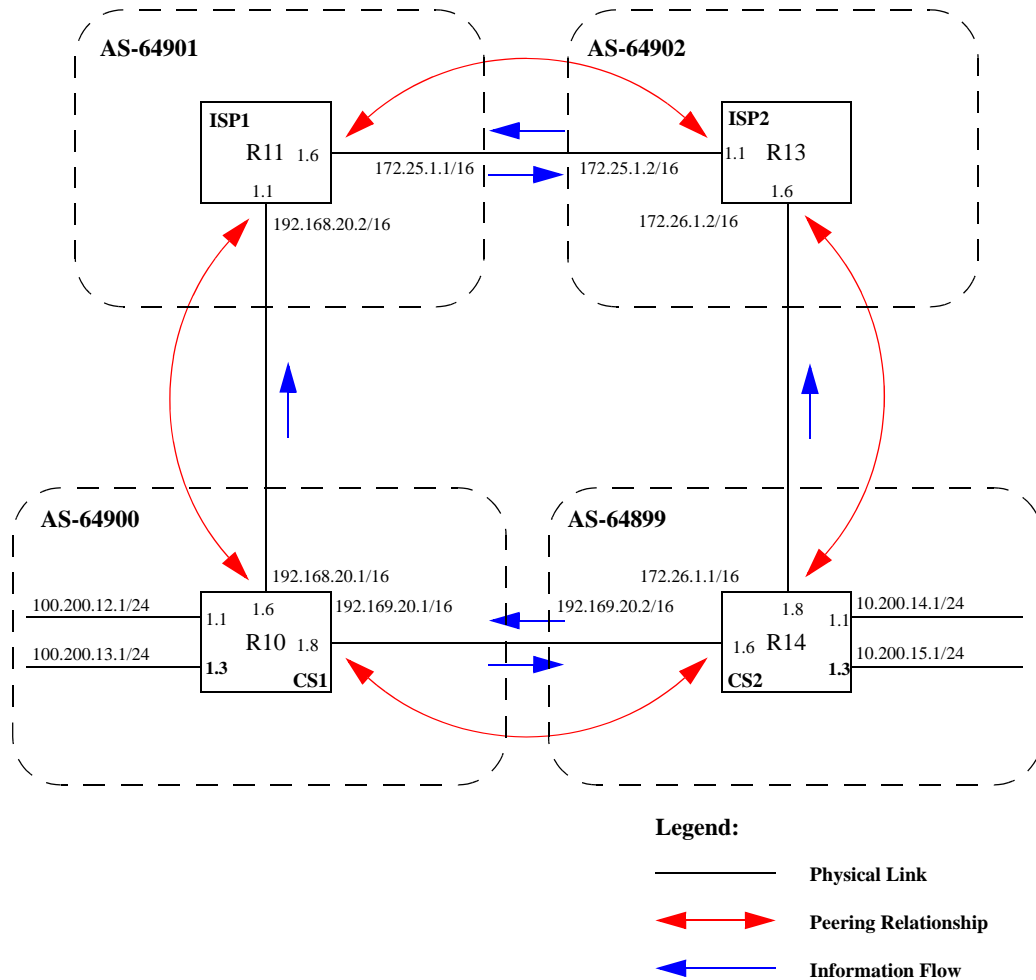 AS-64901
AS-64902
ISP1
R11
1.6
1.1
ISP2
1.1
R13
1.6
172.25.1.1/16
172.25.1.2/16
192.168.20.2/16
172.26.1.2/16
AS-64900
AS-64899
192.168.20.1/16
172.26.1.1/16
100.200.12.1/24
192.169.20.1/16
192.169.20.2/16
10.200.14.1/24
1.1
1.6
R10
1.8
1.3
CS1
100.200.13.1/24
1.8
1.1
1.6
R14
1.3
CS2
10.200.15.1/24
Legend:
Physical Link
Peering Relationship
Information Flow